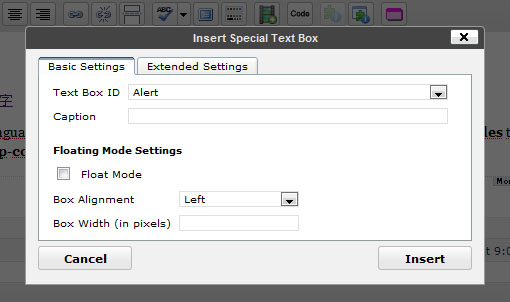 Code
Insert Special Text Box
X
Basic Settings
Extended Settings
Text Box ID
Alert
Caption
Floating Mode Settings
Float Mode
Box Alignment
Left
Box Width (in pixels)
Cancel
Insert
字